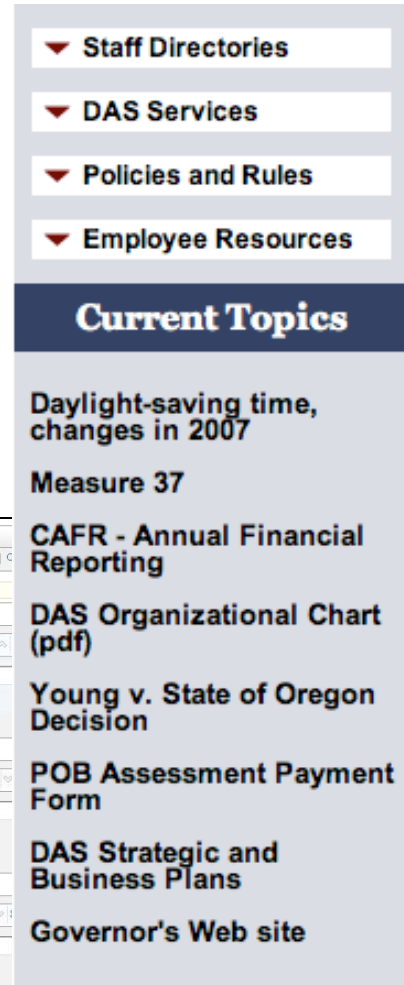 Staff Directories
DAS Services
Policies and Rules
Employee Resources
Current Topics
Daylight-saving time,
changes in 2007
Measure 37
CAFR - Annual Financial
Reporting
DAS Organizational Chart
(pdf)
Young v. State of Oregon
Decision
POB Assessment Payment
Form
DAS Strategic and
Business Plans
Governor's Web site